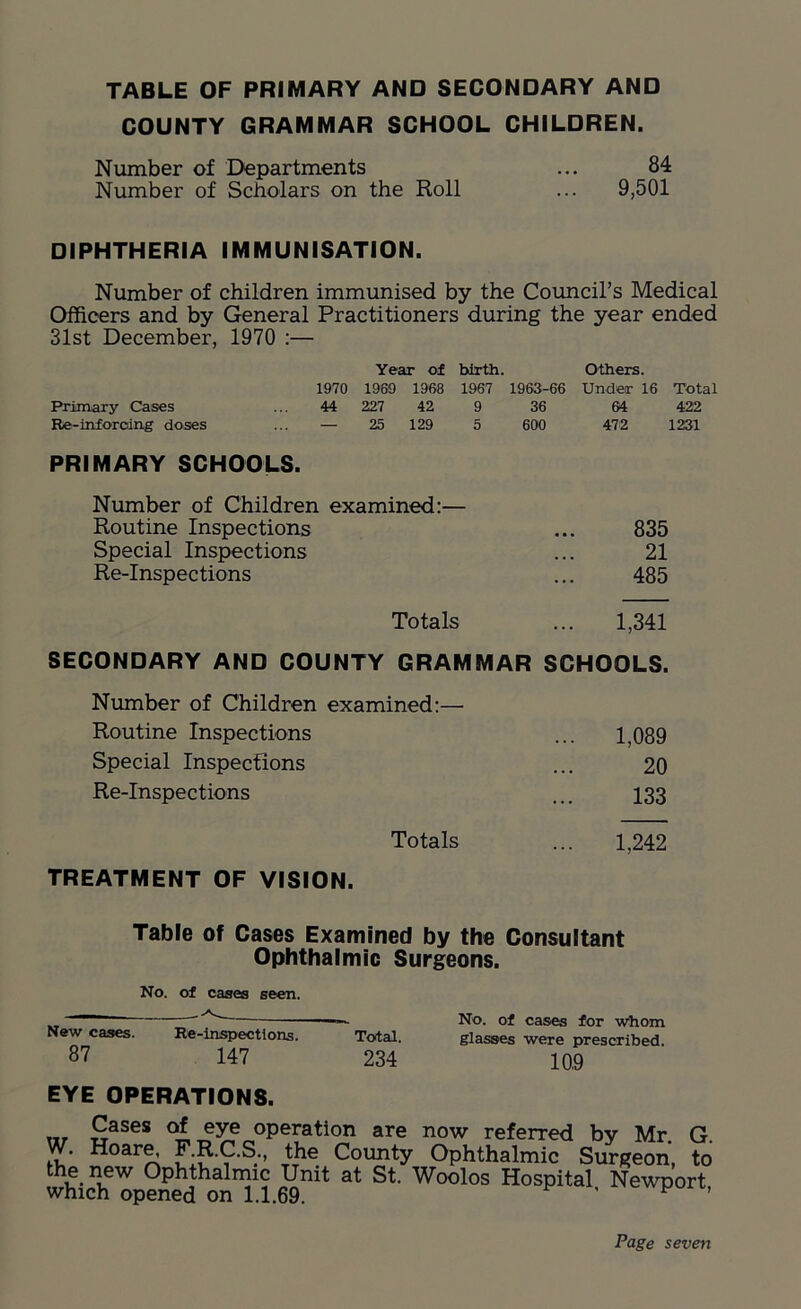 TABLE OF PRIMARY AND SECONDARY AND
COUNTY GRAMMAR SCHOOL CHILDREN.
Number of Departments ... 84
Number of Scholars on the Roll ... 9,501
DIPHTHERIA IMMUNISATION.
Number of children immunised by the Council's Medical
Officers and by General Practitioners during the year ended
31st December, 1970 :—
Year of birth. Others.
1970 1969 1968 1967 1963-66 Under 16 Total
Primary Cases ... 44 227 42 9 36 64 422
Re-inforcing doses ... — 25 129 5 600 472 1231
PRIMARY SCHOOLS.
Number of Children examined:—
Routine Inspections ... 835
Special Inspections ... 21
Re-Inspections ... 485
Totals ... 1,341
SECONDARY AND COUNTY GRAMMAR SCHOOLS.
Number of Children examined:—
Routine Inspections ... 1,089
Special Inspections ... 20
Re-Inspections ... 133
Totals ... 1,242
TREATMENT OF VISION.
Table of Cases Examined by the Consultant
Ophthalmic Surgeons.
No. of cases seen.
New cases. Re-inspections. Total. No. of cases for whom
glasses were prescribed.
87 147 234 109
EYE OPERATIONS.
Cases of eye operation are now referred by Mr. G.
W. Hoare, F.R.C.S., the County Ophthalmic Surgeon, to
the new Ophthalmic Unit at St. Woolos Hospital, Newport,
which opened on 1.1.69.
Page seven